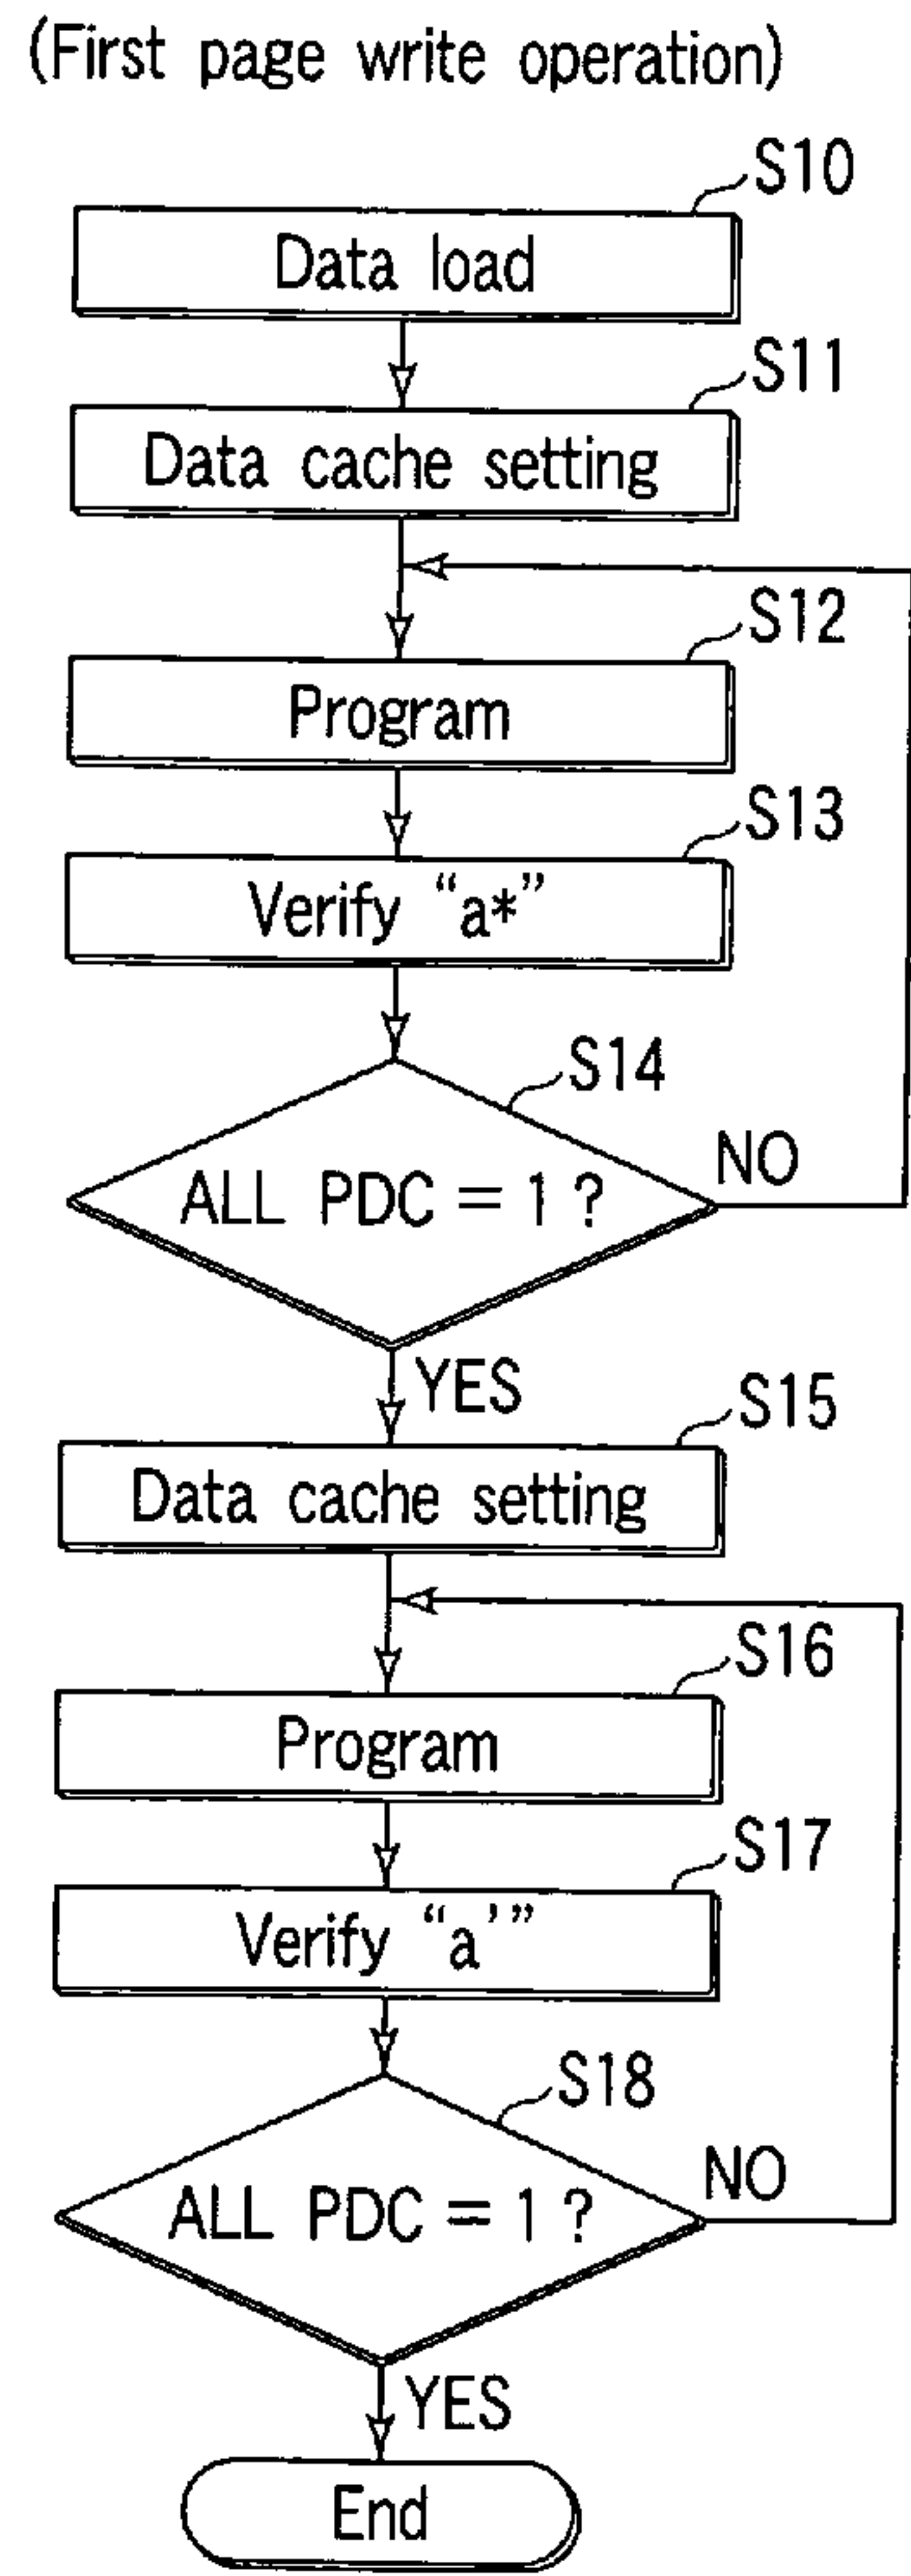 (First page write operation)
S10
Data load
S11
Data cache setting
S12
Program
S13
Verify “a*”
S14
ALL PDC = 1 ?
NO
YES
S15
Data cache setting
S16
Program
S17
Verify “a’”
S18
ALL PDC = 1 ?
NO
YES
End